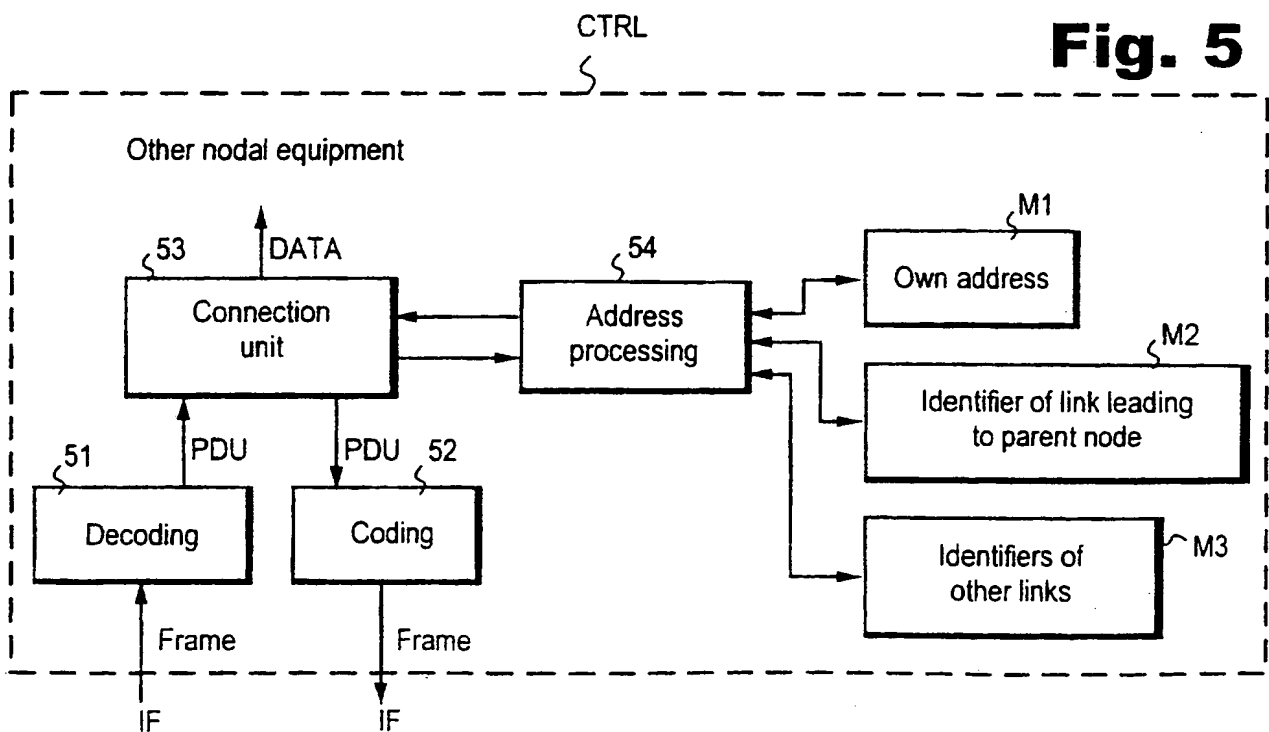 CTRL
Fig. 5
Other nodal equipment
DATA
53
Connection
unit
54
Address
processing
M1
Own address
M2
Identifier of link leading
to parent node
M3
Identifiers of
other links
PDU
PDU
51
Decoding
52
Coding
Frame
Frame
IF
IF